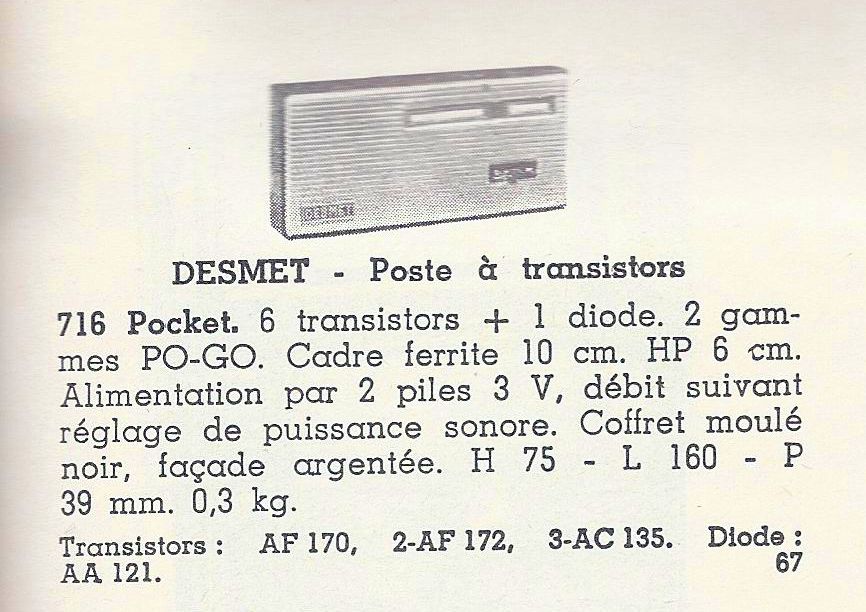 DESMET
DESMET - Poste à transistors
716 Pocket. 6 transistors + 1 diode. 2 gam-
mes PO-GO. Cadre ferrite 10 cm. HP 6 cm.
Alimentation par 2 piles 3 V, débit suivant
réglage de puissance sonore. Coffret moulé
noir, façade argentée. H 75 - L 160 - P
39 mm. 0,3 kg.
Transistors : AF 170, 2-AF 172, 3-AC 135. Diode :
AA 121.
67